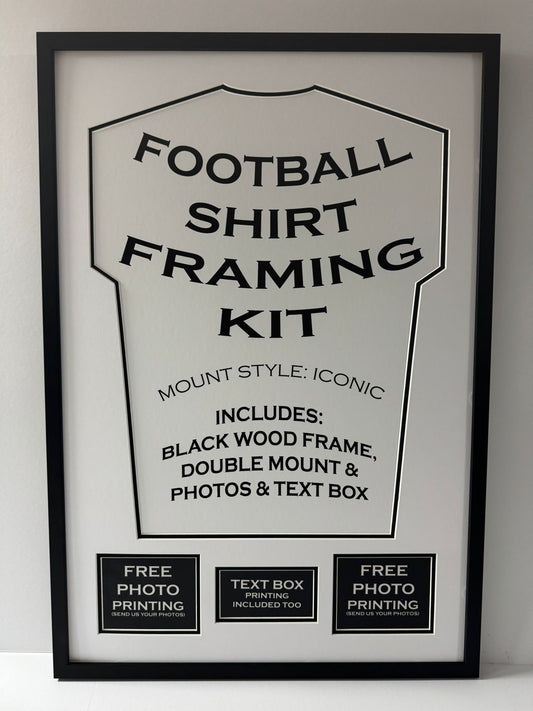 FOOTBALL
SHIRT
FRAMING
KIT
MOUNT STYLE: ICONIC
INCLUDES:
BLACK WOOD FRAME,
DOUBLE MOUNT &
PHOTOS & TEXT BOX
FREE
PHOTO
PRINTING
(SEND US YOUR PHOTOS)
TEXT BOX
PRINTING
INCLUDED TOO
FREE
PHOTO
PRINTING
(SEND US YOUR PHOTOS)